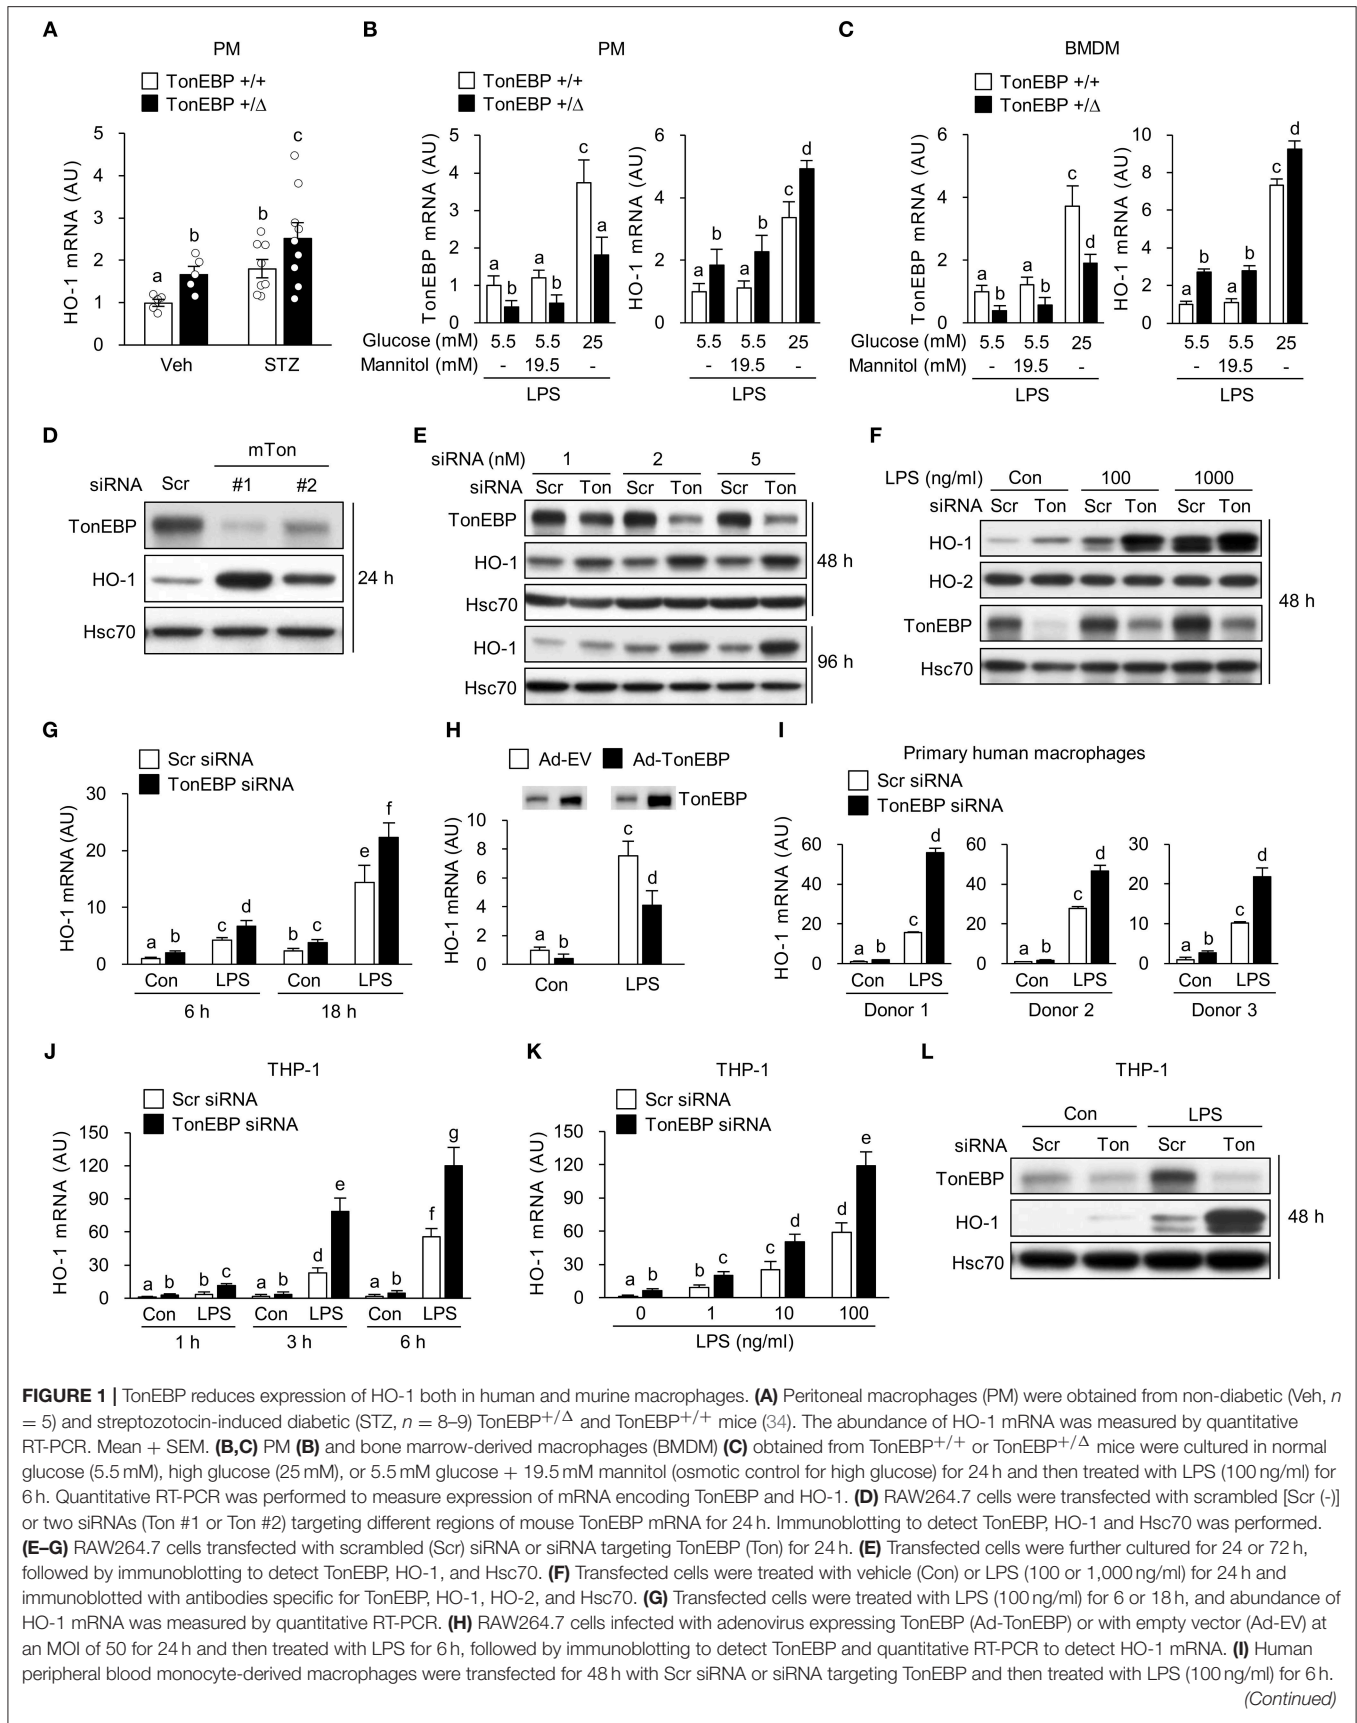 A
PM
TonEBP +/+
TonEBP +/Δ
HO-1 mRNA (AU)
5
4
3
2
1
0
a
b
b
c
Veh
STZ
B
PM
TonEBP +/+
TonEBP +/Δ
TonEBP mRNA (AU)
5
4
3
2
1
0
a
b
a
b
c
a
HO-1 mRNA (AU)
6
4
2
0
a
b
a
b
c
d
Glucose (mM)
5.5
5.5
25
5.5
5.5
25
Mannitol (mM)
-
19.5
-
-
19.5
-
LPS
LPS
C
BMDM
TonEBP +/+
TonEBP +/Δ
TonEBP mRNA (AU)
6
4
2
0
a
b
a
b
c
d
HO-1 mRNA (AU)
10
8
6
4
2
0
a
b
a
b
c
d
Glucose (mM)
5.5
5.5
25
5.5
5.5
25
Mannitol (mM)
-
19.5
-
-
19.5
-
LPS
LPS
D
mTon
siRNA
Scr
#1
#2
TonEBP
HO-1
Hsc70
24 h
E
siRNA (nM)
1
2
5
siRNA
Scr
Ton
Scr
Ton
Scr
Ton
TonEBP
HO-1
Hsc70
48 h
HO-1
Hsc70
96 h
F
LPS (ng/ml)
Con
100
1000
siRNA
Scr
Ton
Scr
Ton
Scr
Ton
HO-1
HO-2
TonEBP
Hsc70
48 h
G
Scr siRNA
TonEBP siRNA
HO-1 mRNA (AU)
30
20
10
0
a
b
c
d
b
c
e
f
Con
LPS
Con
LPS
6 h
18 h
H
Ad-EV
Ad-TonEBP
TonEBP
HO-1 mRNA (AU)
10
8
6
4
2
0
a
b
c
d
Con
LPS
I
Primary human macrophages
Scr siRNA
TonEBP siRNA
HO-1 mRNA (AU)
60
40
20
0
a
b
c
d
Con
LPS
Donor 1
60
40
20
0
a
b
c
d
Con
LPS
Donor 2
30
20
10
0
a
b
c
d
Con
LPS
Donor 3
J
THP-1
Scr siRNA
TonEBP siRNA
HO-1 mRNA (AU)
150
120
90
60
30
0
a
b
b
c
a
b
d
e
a
b
f
g
Con
LPS
Con
LPS
Con
LPS
1 h
3 h
6 h
K
THP-1
Scr siRNA
TonEBP siRNA
HO-1 mRNA (AU)
150
120
90
60
30
0
a
b
b
c
c
d
d
e
0
1
10
100
LPS (ng/ml)
L
THP-1
Con
LPS
siRNA
Scr
Ton
Scr
Ton
TonEBP
HO-1
Hsc70
48 h
FIGURE 1 | TonEBP reduces expression of HO-1 both in human and murine macrophages. (A) Peritoneal macrophages (PM) were obtained from non-diabetic (Veh, n
= 5) and streptozotocin-induced diabetic (STZ, n = 8–9) TonEBP+/Δ and TonEBP+/+ mice (34). The abundance of HO-1 mRNA was measured by quantitative
RT-PCR. Mean + SEM. (B,C) PM (B) and bone marrow-derived macrophages (BMDM) (C) obtained from TonEBP+/+ or TonEBP+/Δ mice were cultured in normal
glucose (5.5 mM), high glucose (25 mM), or 5.5 mM glucose + 19.5 mM mannitol (osmotic control for high glucose) for 24 h and then treated with LPS (100 ng/ml) for
6 h. Quantitative RT-PCR was performed to measure expression of mRNA encoding TonEBP and HO-1. (D) RAW264.7 cells were transfected with scrambled [Scr (-)]
or two siRNAs (Ton #1 or Ton #2) targeting different regions of mouse TonEBP mRNA for 24 h. Immunoblotting to detect TonEBP, HO-1 and Hsc70 was performed.
(E–G) RAW264.7 cells transfected with scrambled (Scr) siRNA or siRNA targeting TonEBP (Ton) for 24 h. (E) Transfected cells were further cultured for 24 or 72 h,
followed by immunoblotting to detect TonEBP, HO-1, and Hsc70. (F) Transfected cells were treated with vehicle (Con) or LPS (100 or 1,000 ng/ml) for 24 h and
immunoblotted with antibodies specific for TonEBP, HO-1, HO-2, and Hsc70. (G) Transfected cells were treated with LPS (100 ng/ml) for 6 or 18 h, and abundance of
HO-1 mRNA was measured by quantitative RT-PCR. (H) RAW264.7 cells infected with adenovirus expressing TonEBP (Ad-TonEBP) or with empty vector (Ad-EV) at
an MOI of 50 for 24 h and then treated with LPS for 6 h, followed by immunoblotting to detect TonEBP and quantitative RT-PCR to detect HO-1 mRNA. (I) Human
peripheral blood monocyte-derived macrophages were transfected for 48 h with Scr siRNA or siRNA targeting TonEBP and then treated with LPS (100 ng/ml) for 6 h.
(Continued)